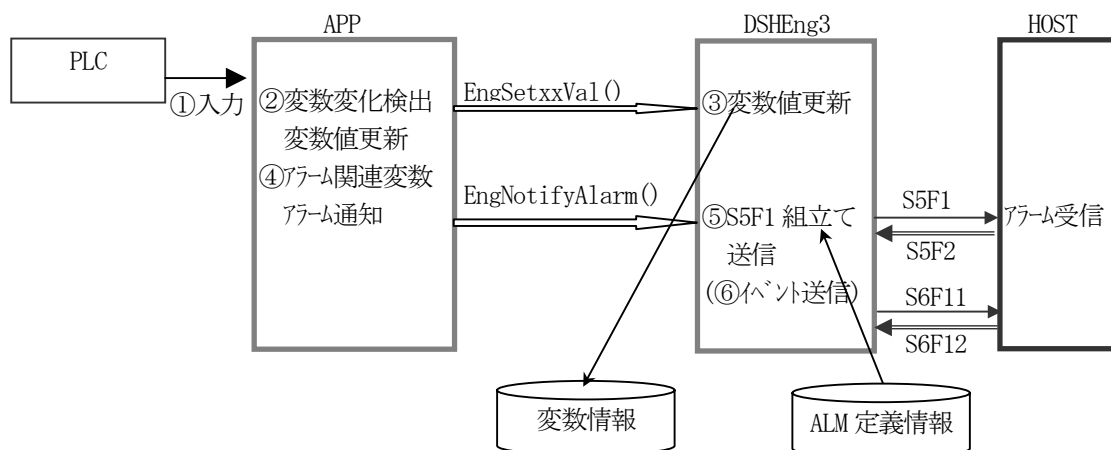 APP
DSHEng3
HOST
PLC
①入力
②変数変化検出
変数値更新
④アラーム関連変数
アラーム通知
EngSetxxVal()
EngNotifyAlarm()
③変数値更新
⑤S5F1 組立て
送信
(⑥イベント送信)
S5F1
S5F2
S6F11
S6F12
アラーム受信
変数情報
ALM 定義情報